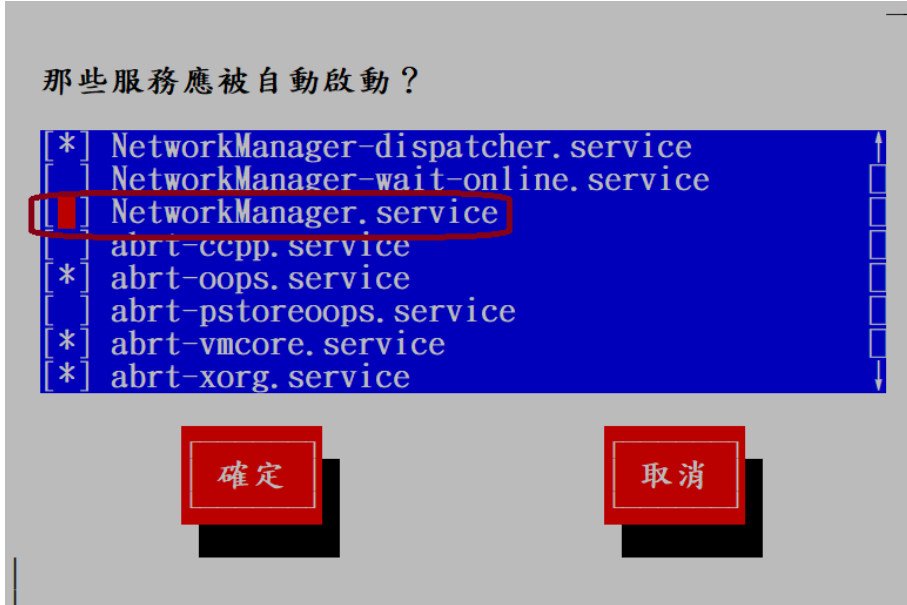 那些服務應被自動啟動？
[*] NetworkManager-dispatcher.service
[ ] NetworkManager-wait-online.service
[ ] NetworkManager.service
[ ] abrt-ccpp.service
[*] abrt-oops.service
[ ] abrt-pstoreoops.service
[*] abrt-vmcore.service
[*] abrt-xorg.service
確定 取消